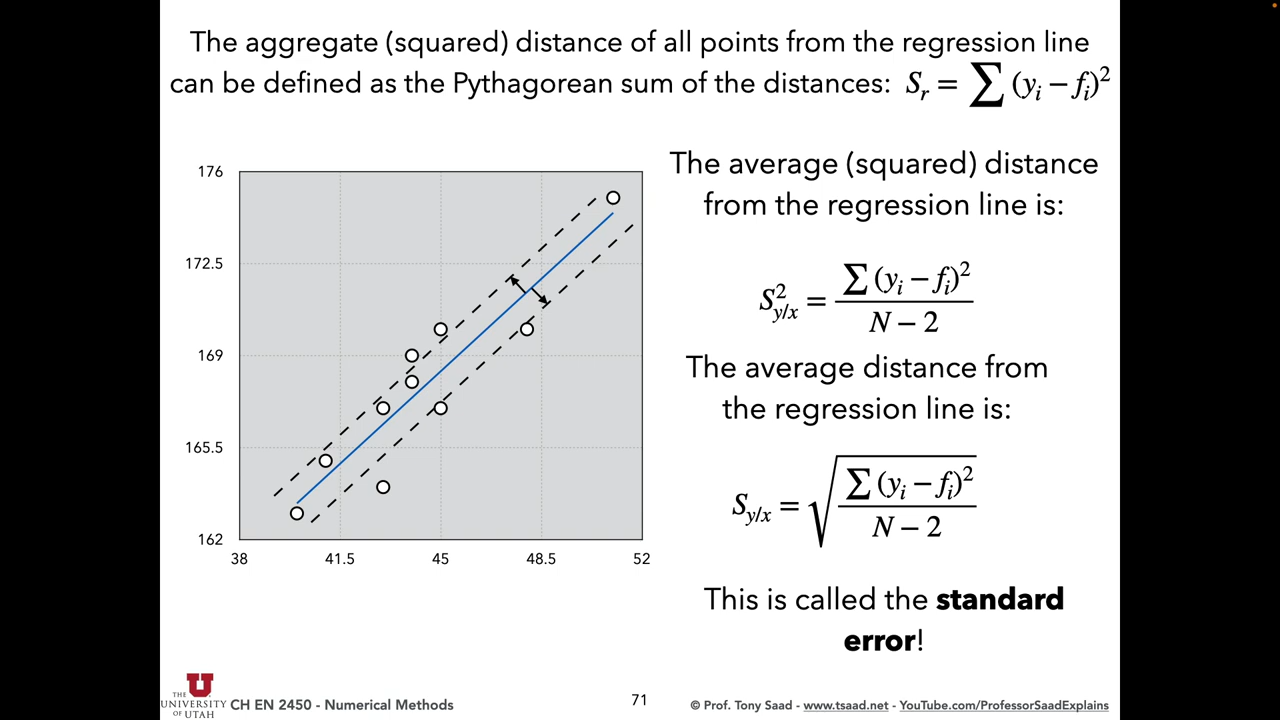 The aggregate (squared) distance of all points from the regression line
can be defined as the Pythagorean sum of the distances: S_r = ∑ (y_i − f_i)^2
176
172.5
169
165.5
162
38 41.5 45 48.5 52
The average (squared) distance
from the regression line is:
S^2_{y/x} = ∑ (y_i − f_i)^2 / N − 2
The average distance from
the regression line is:
S_{y/x} = √(∑ (y_i − f_i)^2 / N − 2)
This is called the standard
error!
THE
U
UNIVERSITY
OF UTAH
CH EN 2450 - Numerical Methods
71
© Prof. Tony Saad - www.tsaad.net - YouTube.com/ProfessorSaadExplains